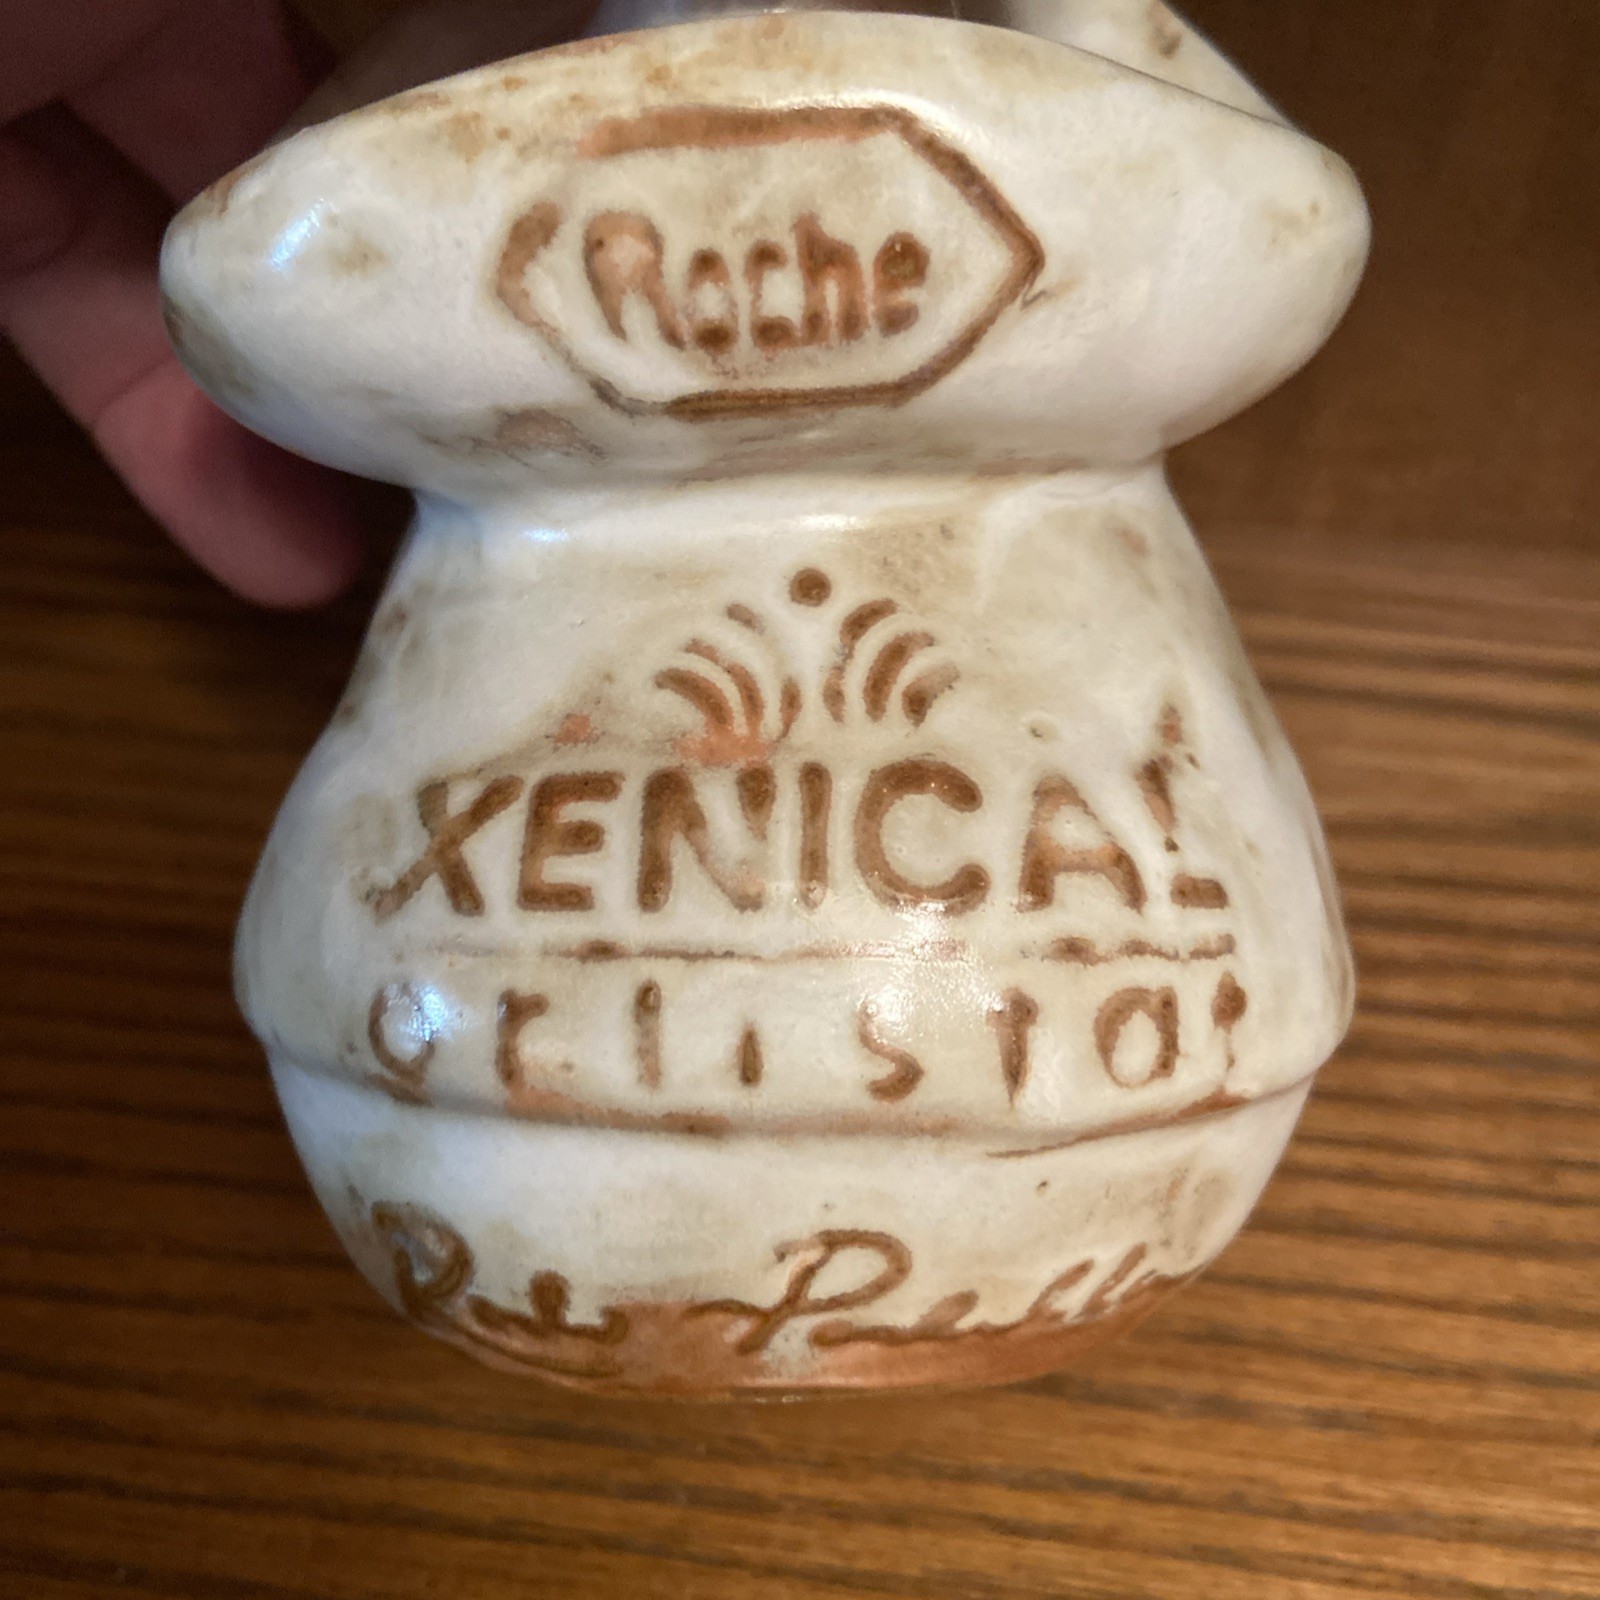 Roche
XENICAL
orlistat